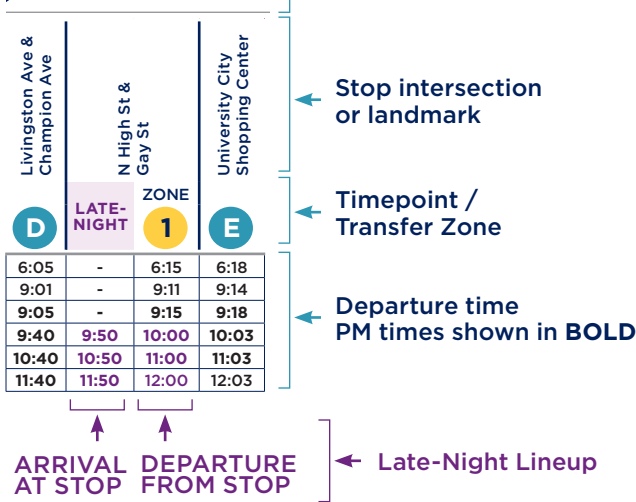 Livingston Ave &
Champion Ave
N High St &
Gay St
University City
Shopping Center
Stop intersection
or landmark
D
LATE-
NIGHT
ZONE
1
E
Timepoint /
Transfer Zone
6:05 - 6:15 6:18
9:01 - 9:11 9:14
9:05 - 9:15 9:18
9:40 9:50 10:00 10:03
10:40 10:50 11:00 11:03
11:40 11:50 12:00 12:03
Departure time
PM times shown in BOLD
ARRIVAL
AT STOP
DEPARTURE
FROM STOP
Late-Night Lineup